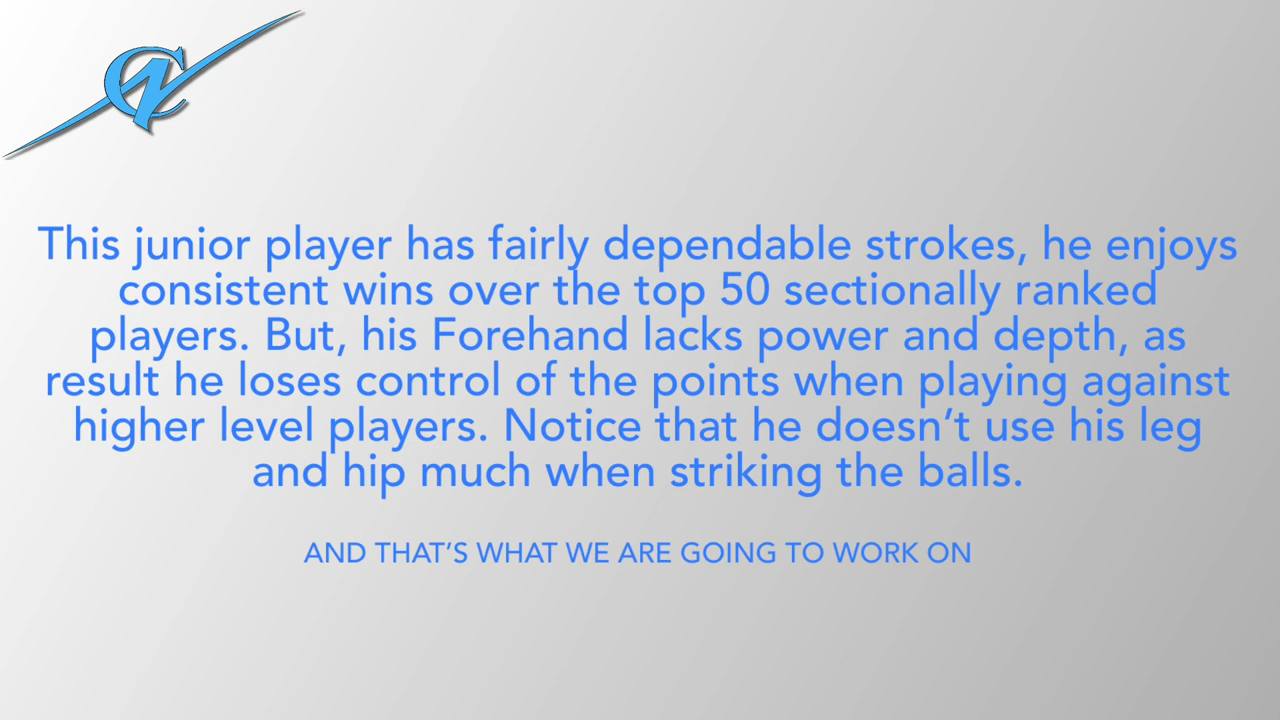 This junior player has fairly dependable strokes, he enjoys
consistent wins over the top 50 sectionally ranked
players. But, his Forehand lacks power and depth, as
result he loses control of the points when playing against
higher level players. Notice that he doesn’t use his leg
and hip much when striking the balls.
AND THAT’S WHAT WE ARE GOING TO WORK ON